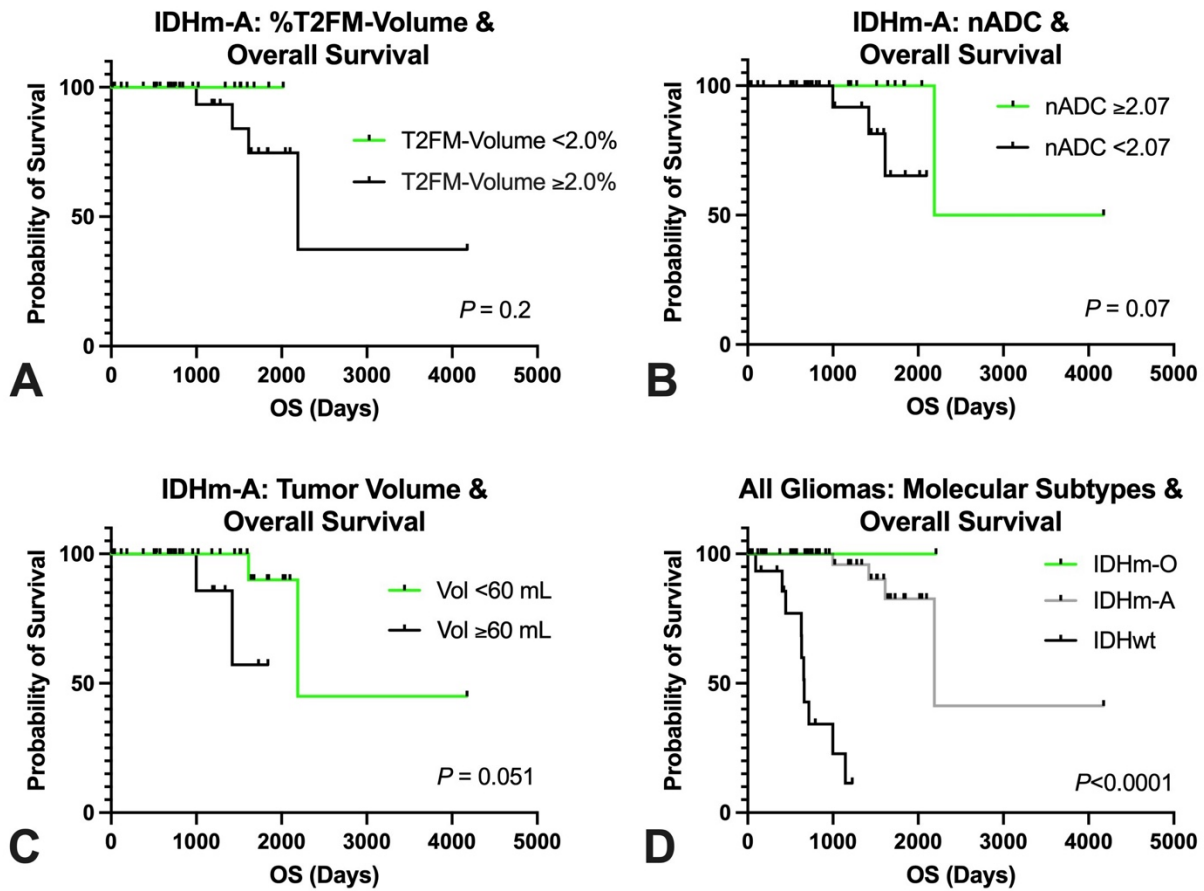 IDHm-A: %T2FM-Volume &
Overall Survival
Probability of Survival
100
50
0
T2FM-Volume <2.0%
T2FM-Volume ≥2.0%
P = 0.2
0 1000 2000 3000 4000 5000
OS (Days)
A
IDHm-A: nADC &
Overall Survival
Probability of Survival
100
50
0
nADC ≥2.07
nADC <2.07
P = 0.07
0 1000 2000 3000 4000 5000
OS (Days)
B
IDHm-A: Tumor Volume &
Overall Survival
Probability of Survival
100
50
0
Vol <60 mL
Vol ≥60 mL
P = 0.051
0 1000 2000 3000 4000 5000
OS (Days)
C
All Gliomas: Molecular Subtypes &
Overall Survival
Probability of Survival
100
50
0
IDHm-O
IDHm-A
IDHwt
P<0.0001
0 1000 2000 3000 4000 5000
OS (Days)
D